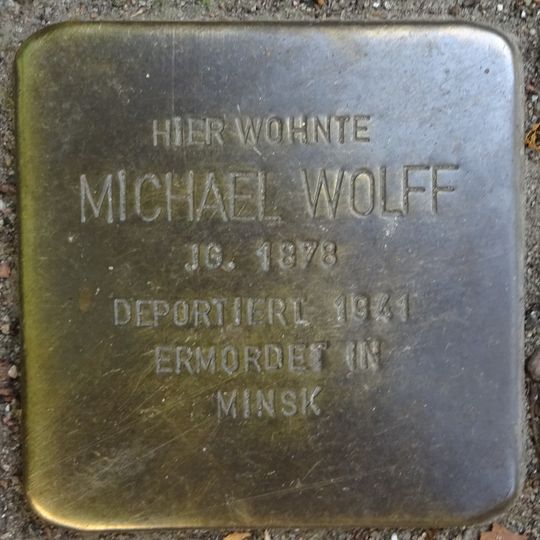 HIER WOHNTE
MICHAEL WOLFF
JG. 1878
DEPORTIERT 1941
ERMORDET IN
MINSK